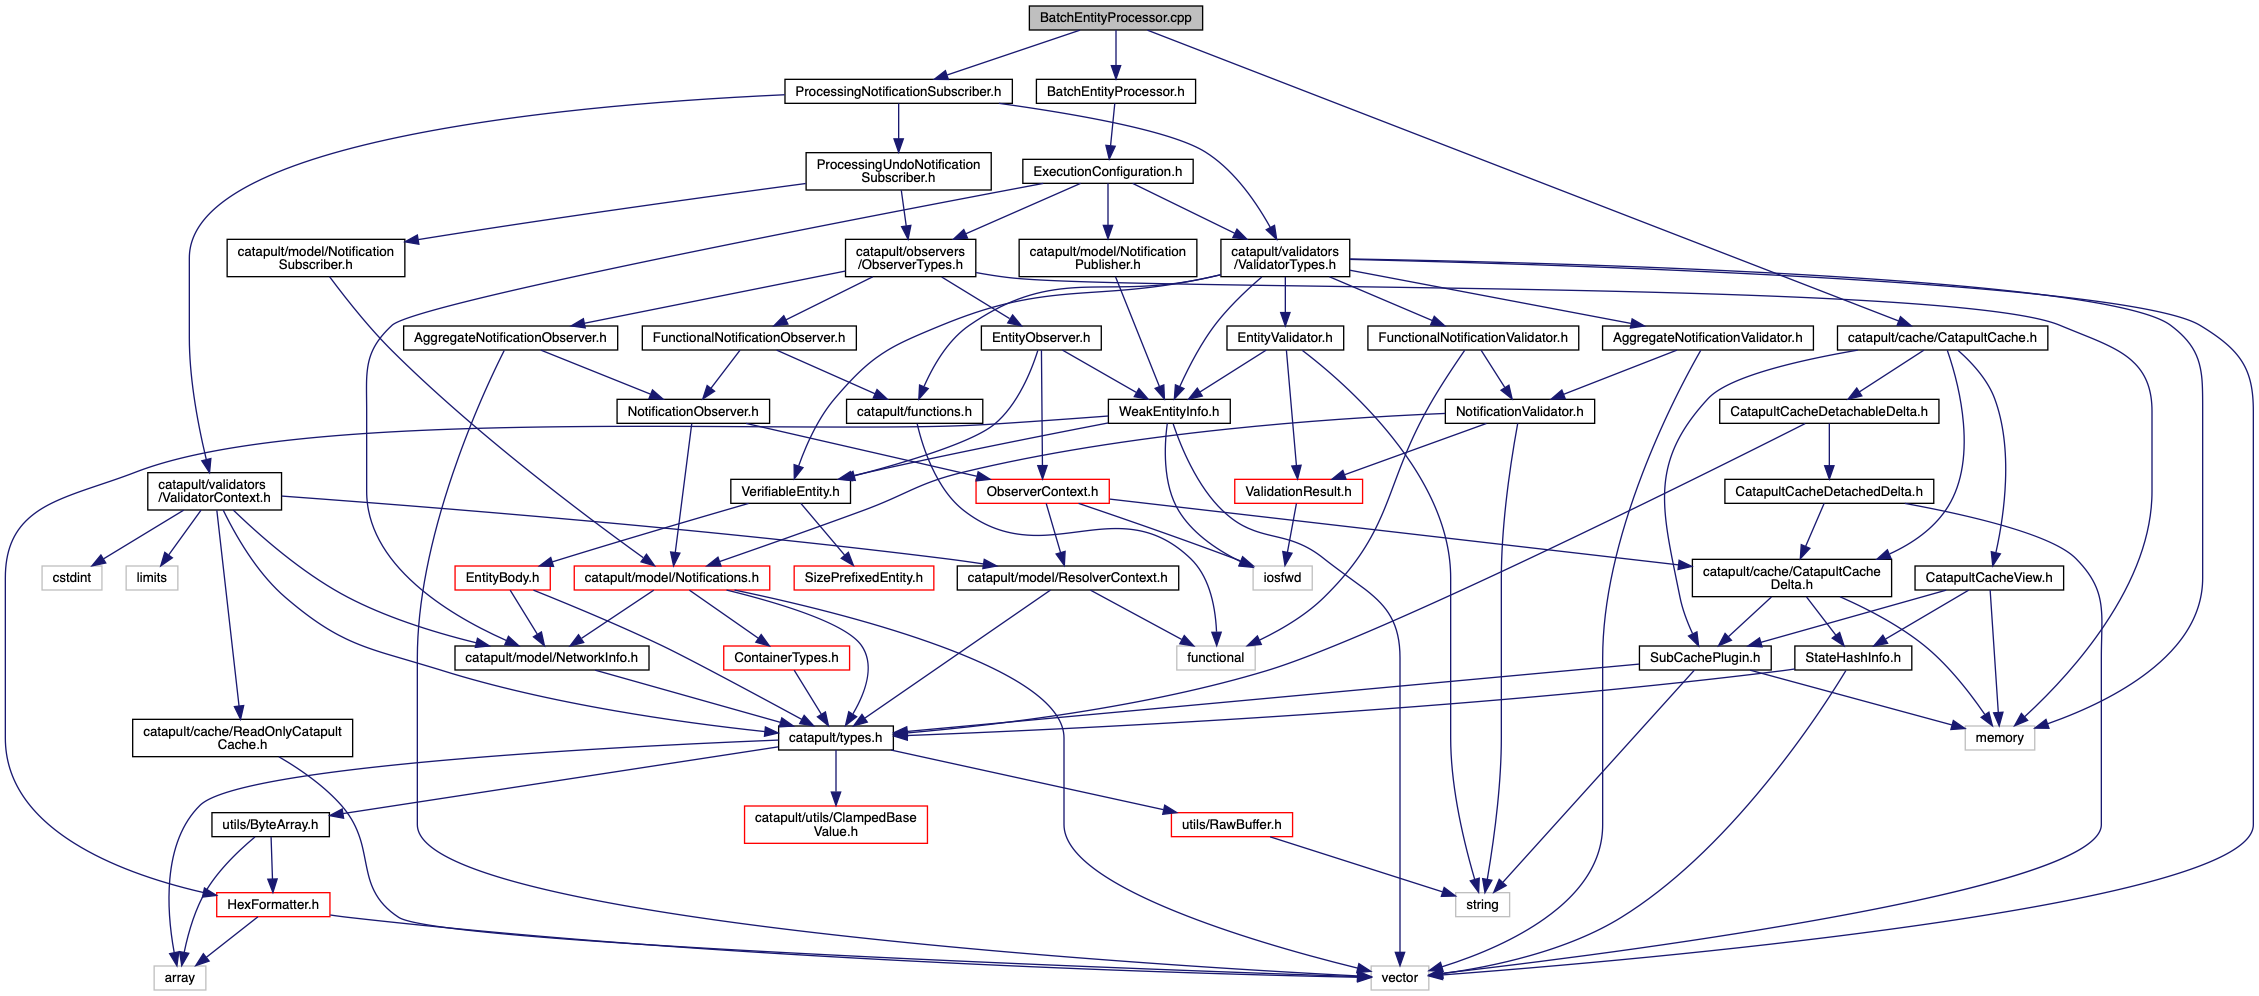 BatchEntityProcessor.cpp
ProcessingNotificationSubscriber.h
BatchEntityProcessor.h
ProcessingUndoNotification
Subscriber.h
ExecutionConfiguration.h
catapult/model/Notification
Subscriber.h
catapult/observers
/ObserverTypes.h
catapult/model/Notification
Publisher.h
catapult/validators
/ValidatorTypes.h
AggregateNotificationObserver.h
FunctionalNotificationObserver.h
EntityObserver.h
EntityValidator.h
FunctionalNotificationValidator.h
AggregateNotificationValidator.h
catapult/cache/CatapultCache.h
NotificationObserver.h
catapult/functions.h
WeakEntityInfo.h
NotificationValidator.h
CatapultCacheDetachableDelta.h
catapult/validators
/ValidatorContext.h
VerifiableEntity.h
ObserverContext.h
ValidationResult.h
CatapultCacheDetachedDelta.h
cstdint
limits
EntityBody.h
catapult/model/Notifications.h
SizePrefixedEntity.h
catapult/model/ResolverContext.h
iosfwd
catapult/cache/CatapultCache
Delta.h
CatapultCacheView.h
catapult/model/NetworkInfo.h
ContainerTypes.h
functional
SubCachePlugin.h
StateHashInfo.h
catapult/cache/ReadOnlyCatapult
Cache.h
catapult/types.h
memory
utils/ByteArray.h
catapult/utils/ClampedBase
Value.h
utils/RawBuffer.h
HexFormatter.h
string
array
vector